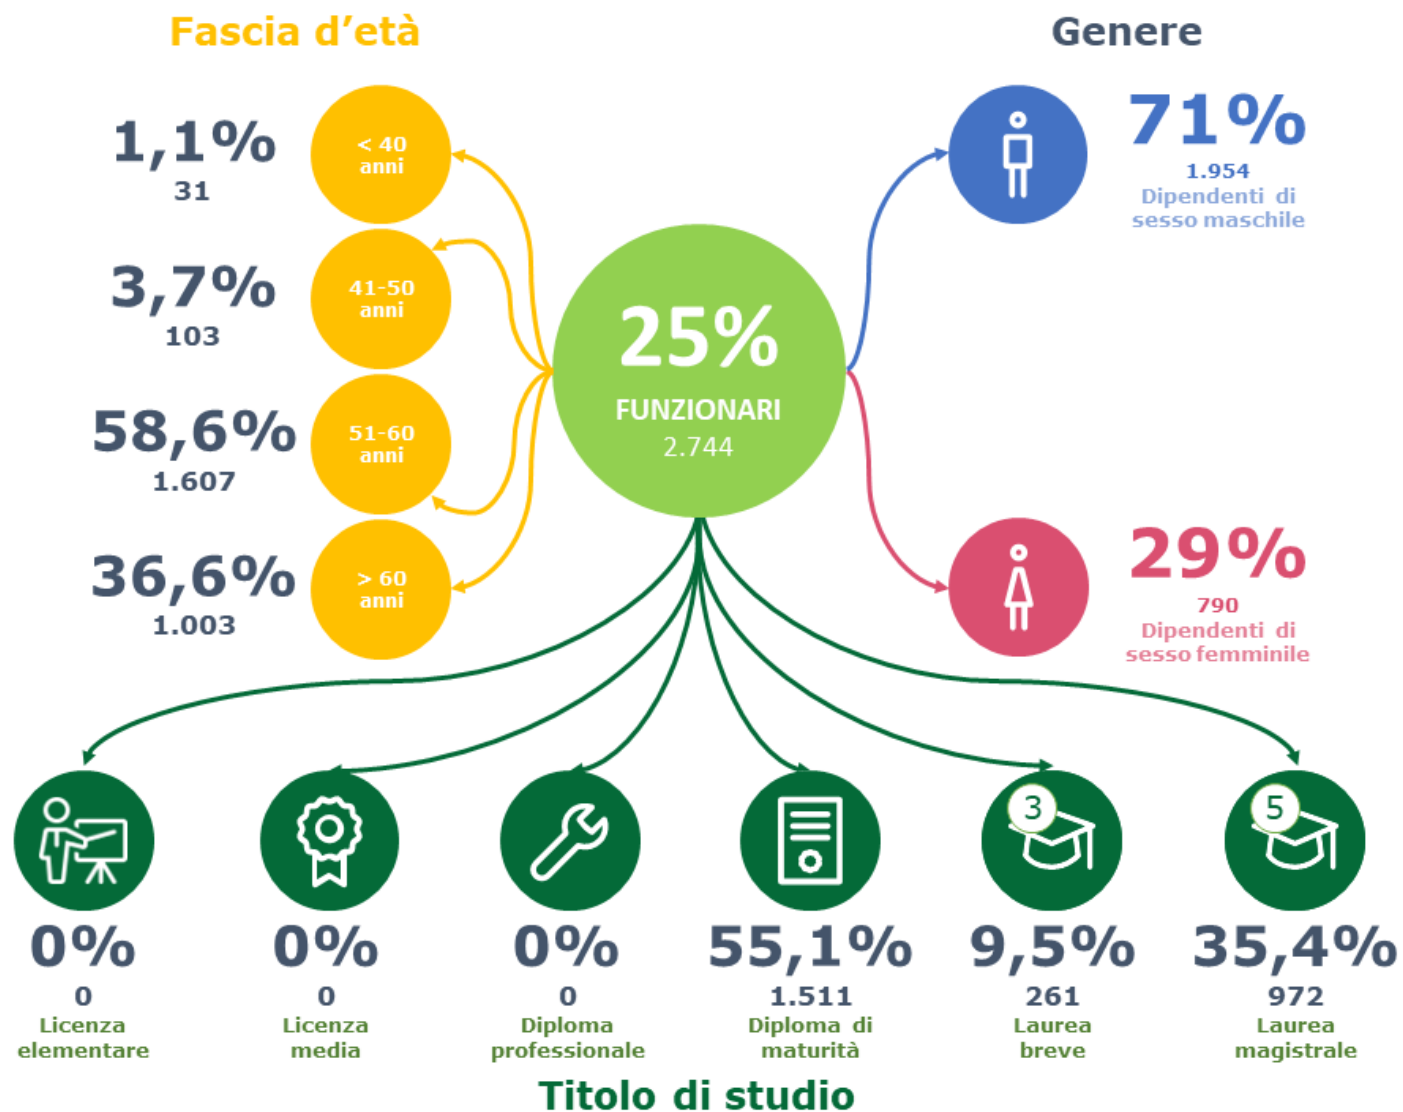 Fascia d'età
Genere
1,1%
31
< 40
anni
3,7%
103
41-50
anni
58,6%
1.607
51-60
anni
36,6%
1.003
> 60
anni
25%
FUNZIONARI
2.744
71%
1.954
Dipendenti di
sesso maschile
29%
790
Dipendenti di
sesso femminile
0%
0
Licenza
elementare
0%
0
Licenza
media
0%
0
Diploma
professionale
55,1%
1.511
Diploma di
maturità
3
9,5%
261
Laurea
breve
5
35,4%
972
Laurea
magistrale
Titolo di studio